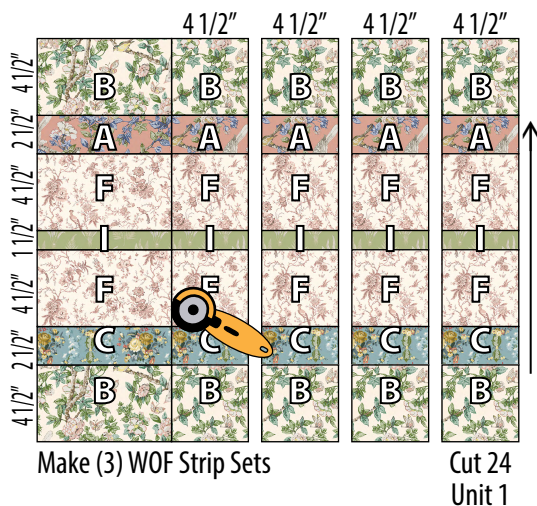 4 1/2" 4 1/2" 4 1/2" 4 1/2"
4 1/2" B B B B B
2 1/2" A A A A A
4 1/2" F F F F F
1 1/2" I I I I I
4 1/2" F F F F F
2 1/2" C C C C C
4 1/2" B B B B B
Make (3) WOF Strip Sets
Cut 24
Unit 1